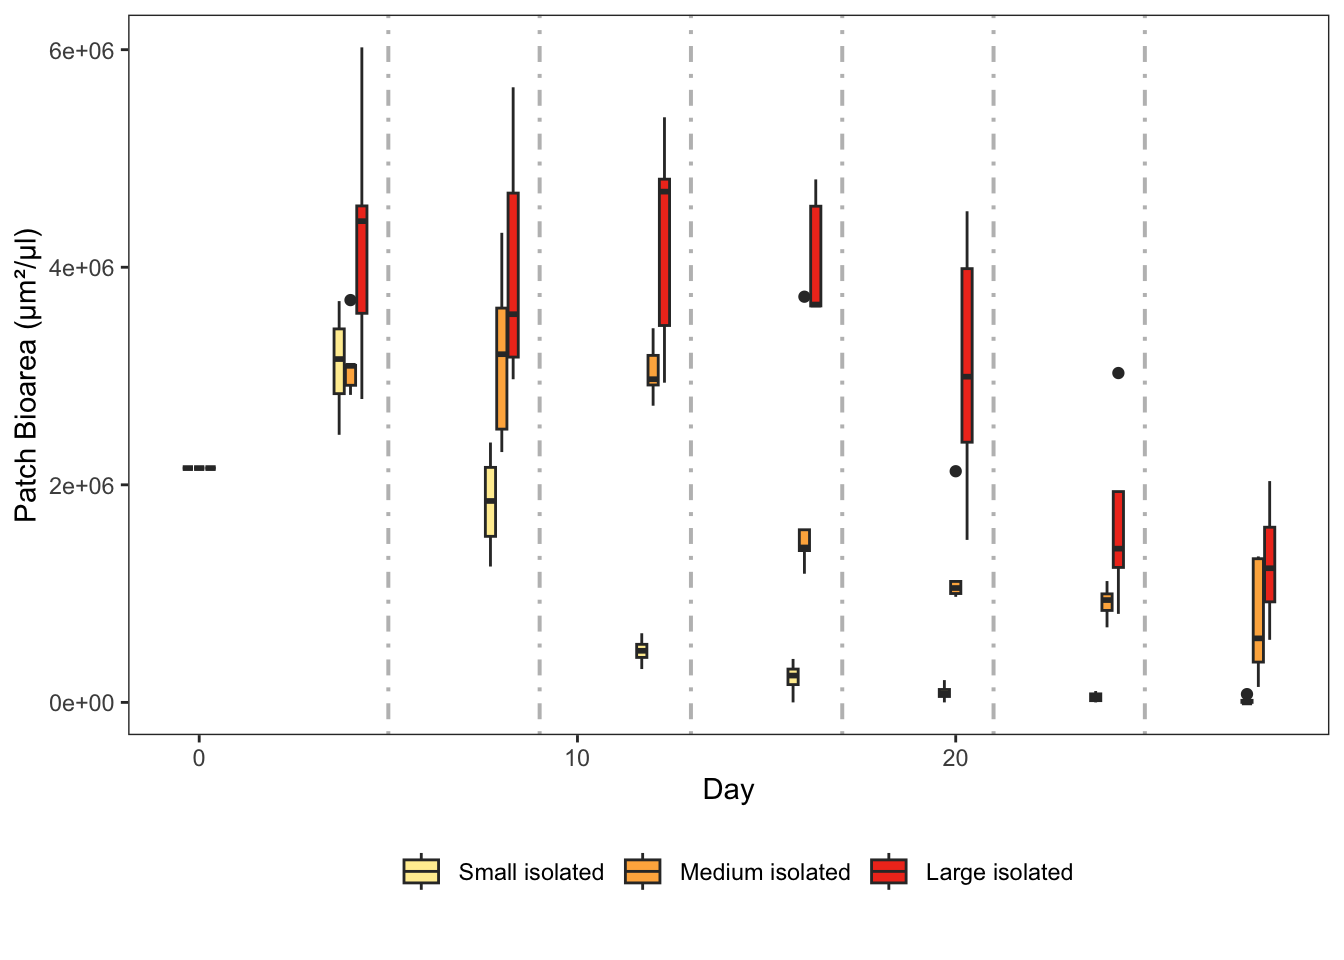 Patch Bioarea (μm²/μl)
6e+06
4e+06
2e+06
0e+00
0 10 20
Day
Small isolated Medium isolated Large isolated